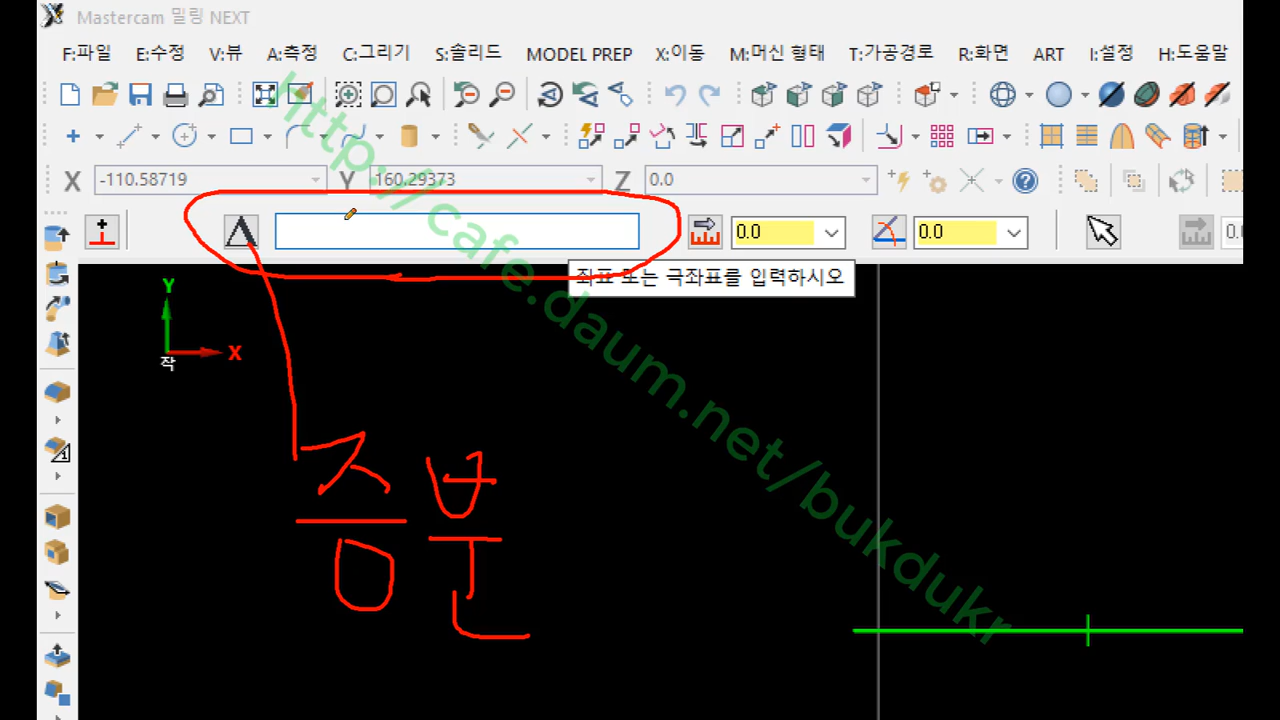 Mastercam 밀링 NEXT
F:파일 E:수정 V:뷰 A:측정 C:그리기 S:솔리드 MODEL PREP X:이동 M:머신 형태 T:가공경로 R:화면 ART I:설정 H:도움말
X -110.58719 Y 160.29373 Z 0.0
0.0 0.0 0.
좌표 또는 극좌표를 입력하시오
Y
X
작
증분
http://cafe.daum.net/bukdukr